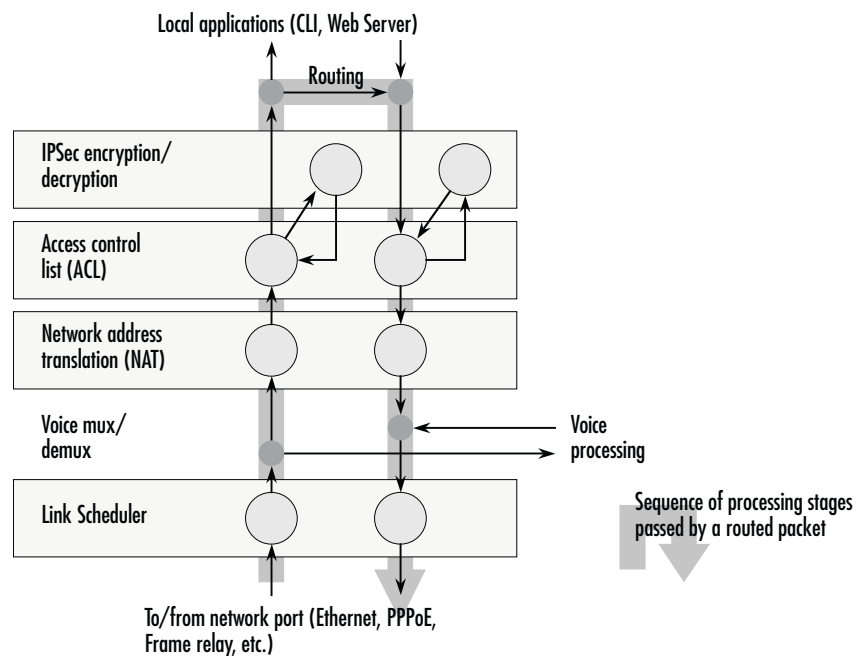 Local applications (CLI, Web Server)
Routing
IPSec encryption/
decryption
Access control
list (ACL)
Network address
translation (NAT)
Voice mux/
demux
Voice
processing
Link Scheduler
Sequence of processing stages
passed by a routed packet
To/from network port (Ethernet, PPPoE,
Frame relay, etc.)